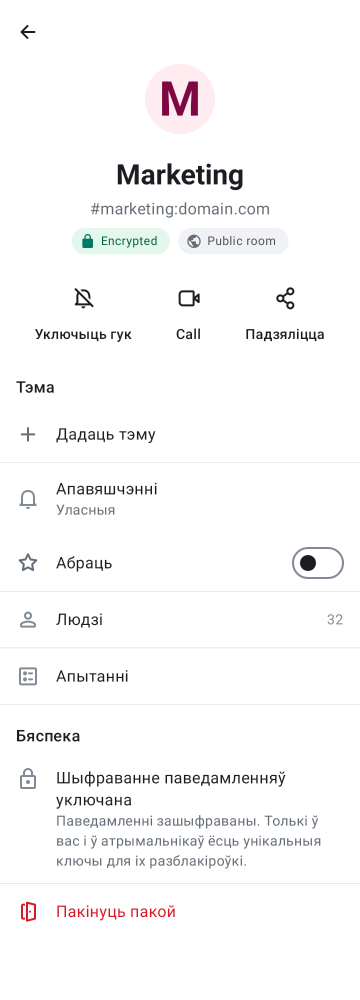 M
Marketing
#marketing:domain.com
Encrypted Public room
Уключыць гук Call Падзяліцца
Тэма
Дадаць тэму
Апавяшчэнні
Уласныя
Абраць
Людзі 32
Апытанні
Бяспека
Шыфраванне паведамленняў
уключана
Паведамленні зашыфраваны. Толькі ў
вас і ў атрымальнікаў ёсць унікальныя
ключы для іх разблакіроўкі.
Пакінуць пакой